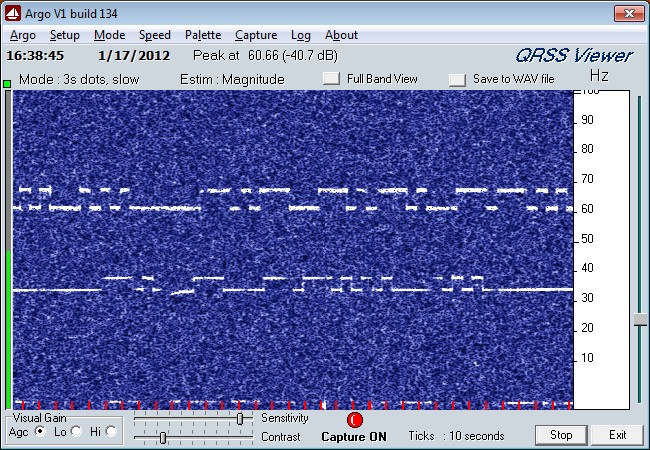 Argo V1 build 134
Argo Setup Mode Speed Palette Capture Log About
16:38:45 1/17/2012 Peak at 60.66 (-40.7 dB) QRSS Viewer
Mode : 3s dots, slow Estim : Magnitude Full Band View Save to WAV file Hz
100
90
80
70
60
50
40
30
20
10
Visual Gain Sensitivity
Agc Lo Hi Contrast Capture ON Ticks : 10 seconds Stop Exit